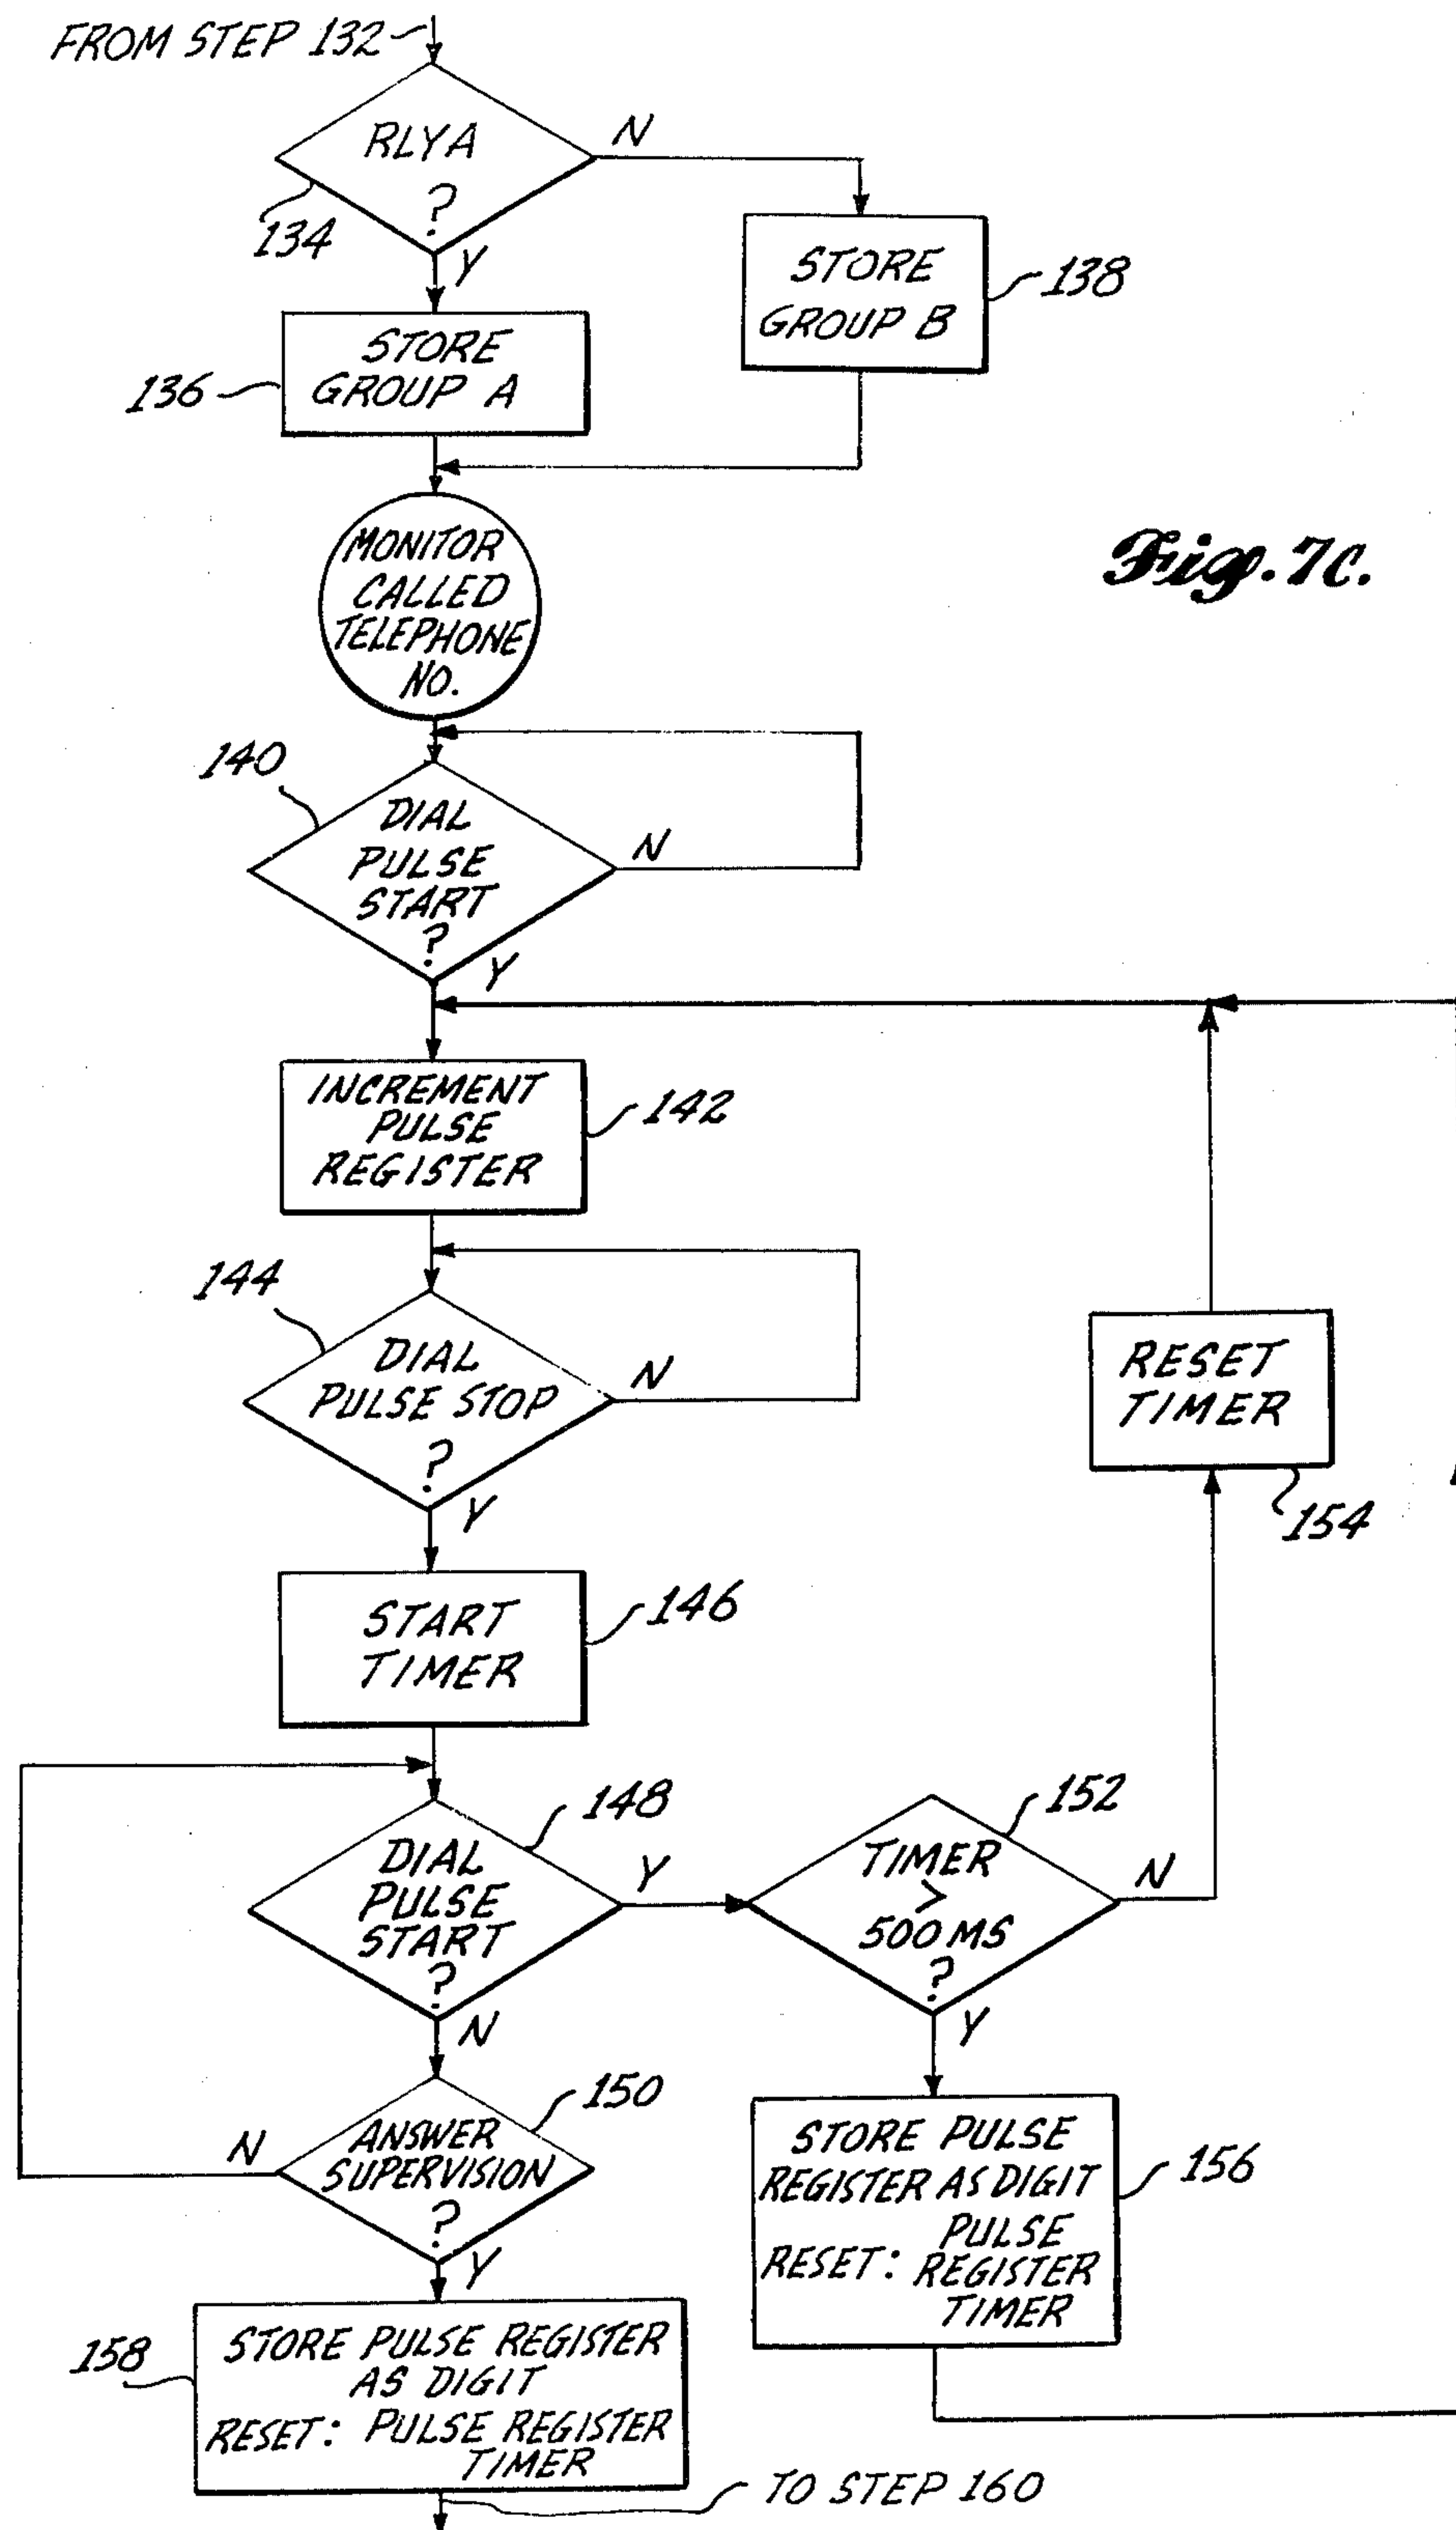 FROM STEP 132
RLY A
?
134
N
Y
STORE
GROUP B
138
STORE
GROUP A
136
MONITOR
CALLED
TELEPHONE
NO.
Fig. 7C.
140
DIAL
PULSE
START
?
N
Y
INCREMENT
PULSE
REGISTER
142
144
DIAL
PULSE STOP
?
N
Y
RESET
TIMER
154
START
TIMER
146
148
DIAL
PULSE
START
?
Y
N
152
TIMER
>
500 MS
?
N
Y
150
ANSWER
SUPERVISION
?
N
Y
STORE PULSE
REGISTER AS DIGIT
RESET: PULSE
REGISTER
TIMER
156
158
STORE PULSE REGISTER
AS DIGIT
RESET: PULSE REGISTER
TIMER
TO STEP 160